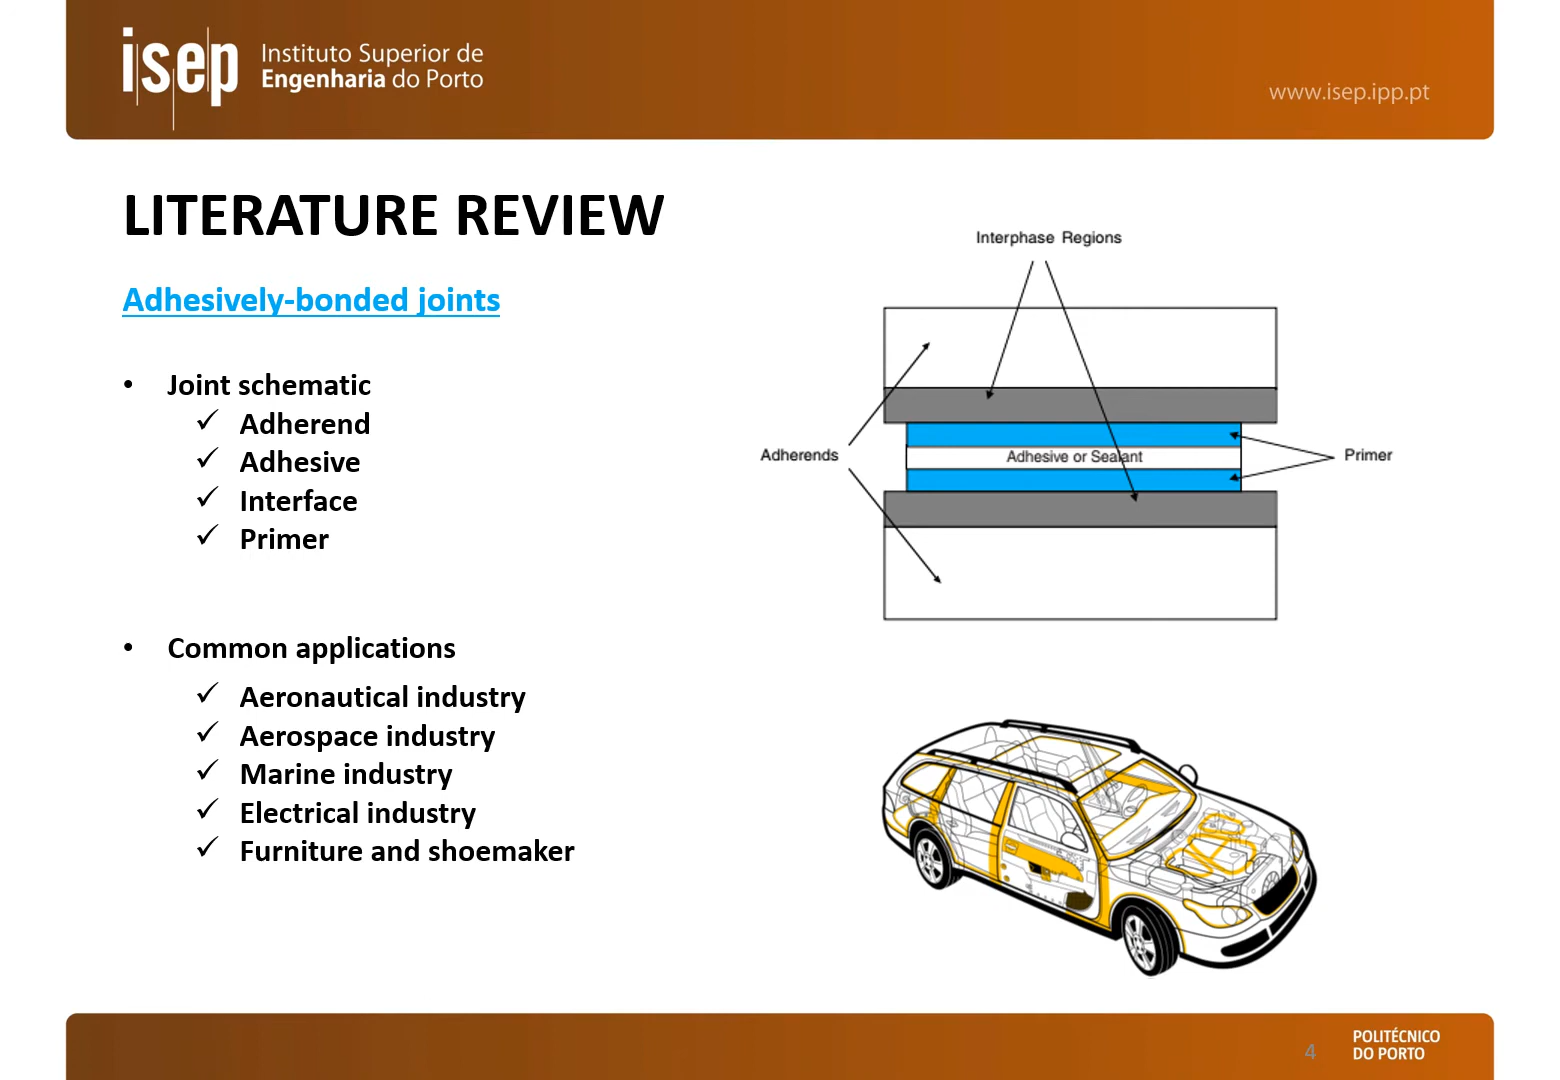 isep
Instituto Superior de
Engenharia do Porto
www.isep.ipp.pt
LITERATURE REVIEW
Adhesively-bonded joints
• Joint schematic
✓ Adherend
✓ Adhesive
✓ Interface
✓ Primer
• Common applications
✓ Aeronautical industry
✓ Aerospace industry
✓ Marine industry
✓ Electrical industry
✓ Furniture and shoemaker
Interphase Regions
Adherends
Adhesive or Sealant
Primer
4
POLITÉCNICO
DO PORTO